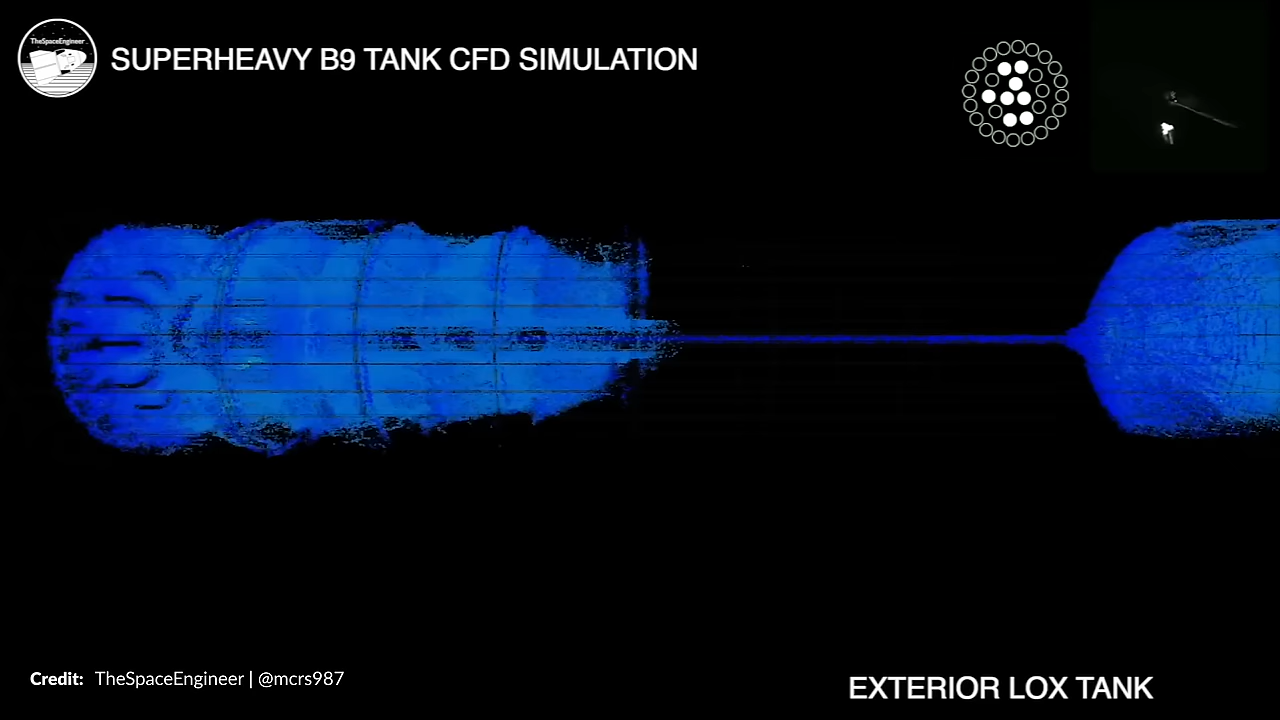 TheSpaceEngineer
SUPERHEAVY B9 TANK CFD SIMULATION
Credit: TheSpaceEngineer | @mcrs987
EXTERIOR LOX TANK